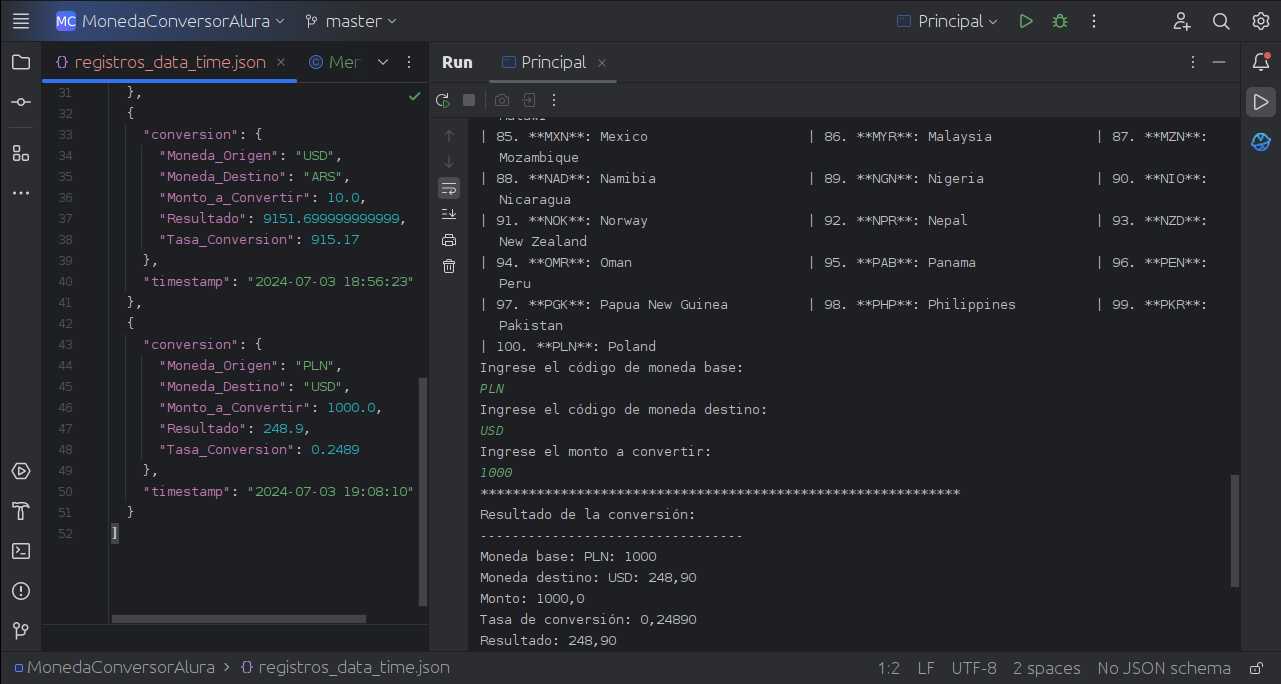 MC MonedaConversorAlura master Principal
registros_data_time.json Mer
31 },
32 {
33 "conversion": {
34 "Moneda_Origen": "USD",
35 "Moneda_Destino": "ARS",
36 "Monto_a_Convertir": 10.0,
37 "Resultado": 9151.699999999999,
38 "Tasa_Conversion": 915.17
39 },
40 "timestamp": "2024-07-03 18:56:23"
41 },
42 {
43 "conversion": {
44 "Moneda_Origen": "PLN",
45 "Moneda_Destino": "USD",
46 "Monto_a_Convertir": 1000.0,
47 "Resultado": 248.9,
48 "Tasa_Conversion": 0.2489
49 },
50 "timestamp": "2024-07-03 19:08:10"
51 }
52 ]
Run Principal
Malawi
| 85. **MXN**: Mexico | 86. **MYR**: Malaysia | 87. **MZN**:
Mozambique
| 88. **NAD**: Namibia | 89. **NGN**: Nigeria | 90. **NIO**:
Nicaragua
| 91. **NOK**: Norway | 92. **NPR**: Nepal | 93. **NZD**:
New Zealand
| 94. **OMR**: Oman | 95. **PAB**: Panama | 96. **PEN**:
Peru
| 97. **PGK**: Papua New Guinea | 98. **PHP**: Philippines | 99. **PKR**:
Pakistan
| 100. **PLN**: Poland
Ingrese el código de moneda base:
PLN
Ingrese el código de moneda destino:
USD
Ingrese el monto a convertir:
1000
************************************************************
Resultado de la conversión:
---------------------------------
Moneda base: PLN: 1000
Moneda destino: USD: 248,90
Monto: 1000,0
Tasa de conversión: 0,24890
Resultado: 248,90
MonedaConversorAlura > {} registros_data_time.json 1:2 LF UTF-8 2 spaces No JSON schema